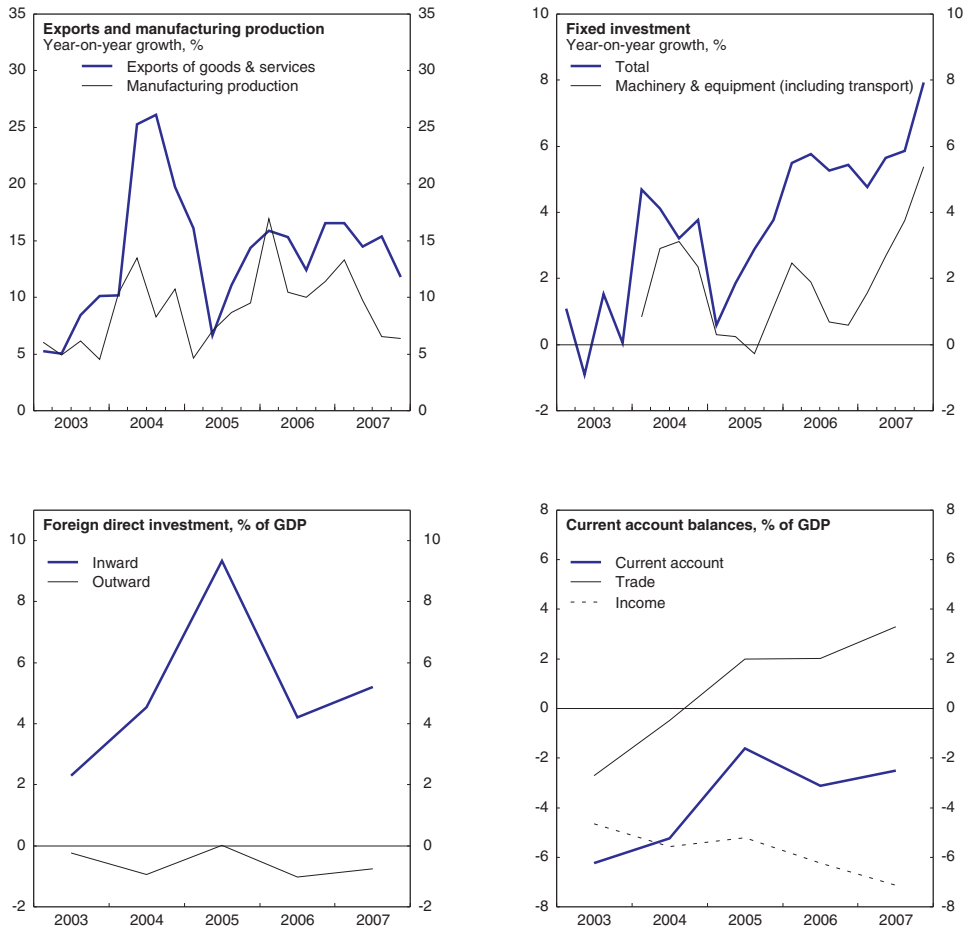 Exports and manufacturing production
Year-on-year growth, %
Exports of goods & services
Manufacturing production
35 35
30 30
25 25
20 20
15 15
10 10
5 5
0 0
2003 2004 2005 2006 2007
Fixed investment
Year-on-year growth, %
Total
Machinery & equipment (including transport)
10 10
8 8
6 6
4 4
2 2
0 0
-2 -2
2003 2004 2005 2006 2007
Foreign direct investment, % of GDP
Inward
Outward
10 10
8 8
6 6
4 4
2 2
0 0
-2 -2
2003 2004 2005 2006 2007
Current account balances, % of GDP
Current account
Trade
Income
8 8
6 6
4 4
2 2
0 0
-2 -2
-4 -4
-6 -6
-8 -8
2003 2004 2005 2006 2007